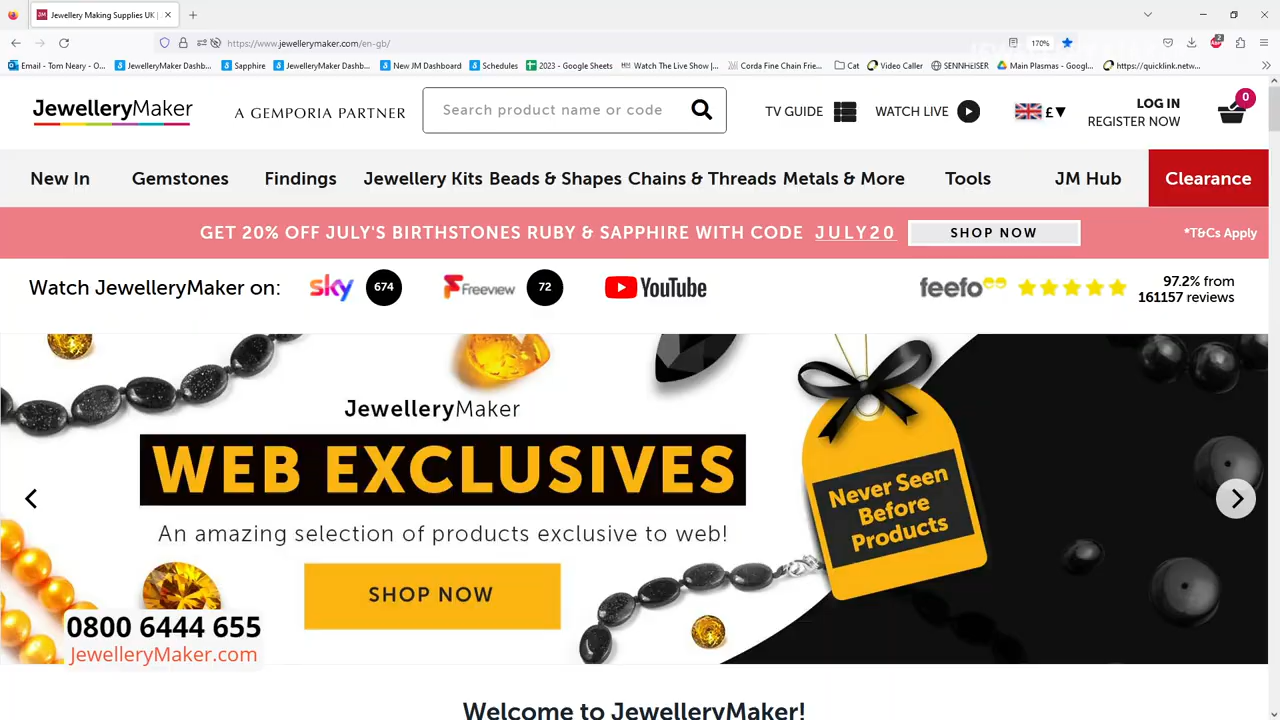 Jewellery Making Supplies UK |
https://www.jewellerymaker.com/en-gb/
170%
2
Email - Tom Neary - O...
JewelleryMaker Dashb...
Sapphire
JewelleryMaker Dashb...
New JM Dashboard
Schedules
2023 - Google Sheets
Watch The Live Show |...
Corda Fine Chain Frie...
Cat
Video Caller
SENNHEISER
Main Plasmas - Googl...
https://quicklink.netw...
JewelleryMaker
A GEMPORIA PARTNER
Search product name or code
TV GUIDE
WATCH LIVE
£▼
LOG IN
REGISTER NOW
0
New In
Gemstones
Findings
Jewellery Kits
Beads & Shapes
Chains & Threads
Metals & More
Tools
JM Hub
Clearance
GET 20% OFF JULY'S BIRTHSTONES RUBY & SAPPHIRE WITH CODE JULY20
SHOP NOW
*T&Cs Apply
Watch JewelleryMaker on:
sky
674
Freeview
72
YouTube
feefo
97.2% from
161157 reviews
JewelleryMaker
WEB EXCLUSIVES
An amazing selection of products exclusive to web!
SHOP NOW
Never Seen
Before
Products
0800 6444 655
JewelleryMaker.com
Welcome to JewelleryMaker!